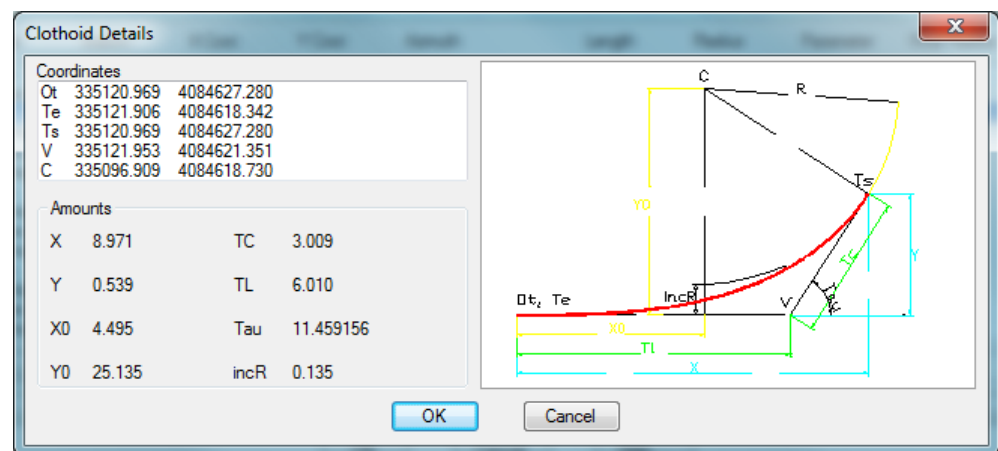 Clothoid Details
Coordinates
Ot 335120.969 4084627.280
Te 335121.906 4084618.342
Ts 335120.969 4084627.280
V 335121.953 4084621.351
C 335096.909 4084618.730
Amounts
X 8.971 TC 3.009
Y 0.539 TL 6.010
X0 4.495 Tau 11.459156
Y0 25.135 incR 0.135
C
R
Ts
Y0
Tc
Y
Ot, Te
IncR
V
Tau
X0
Tl
X
OK
Cancel